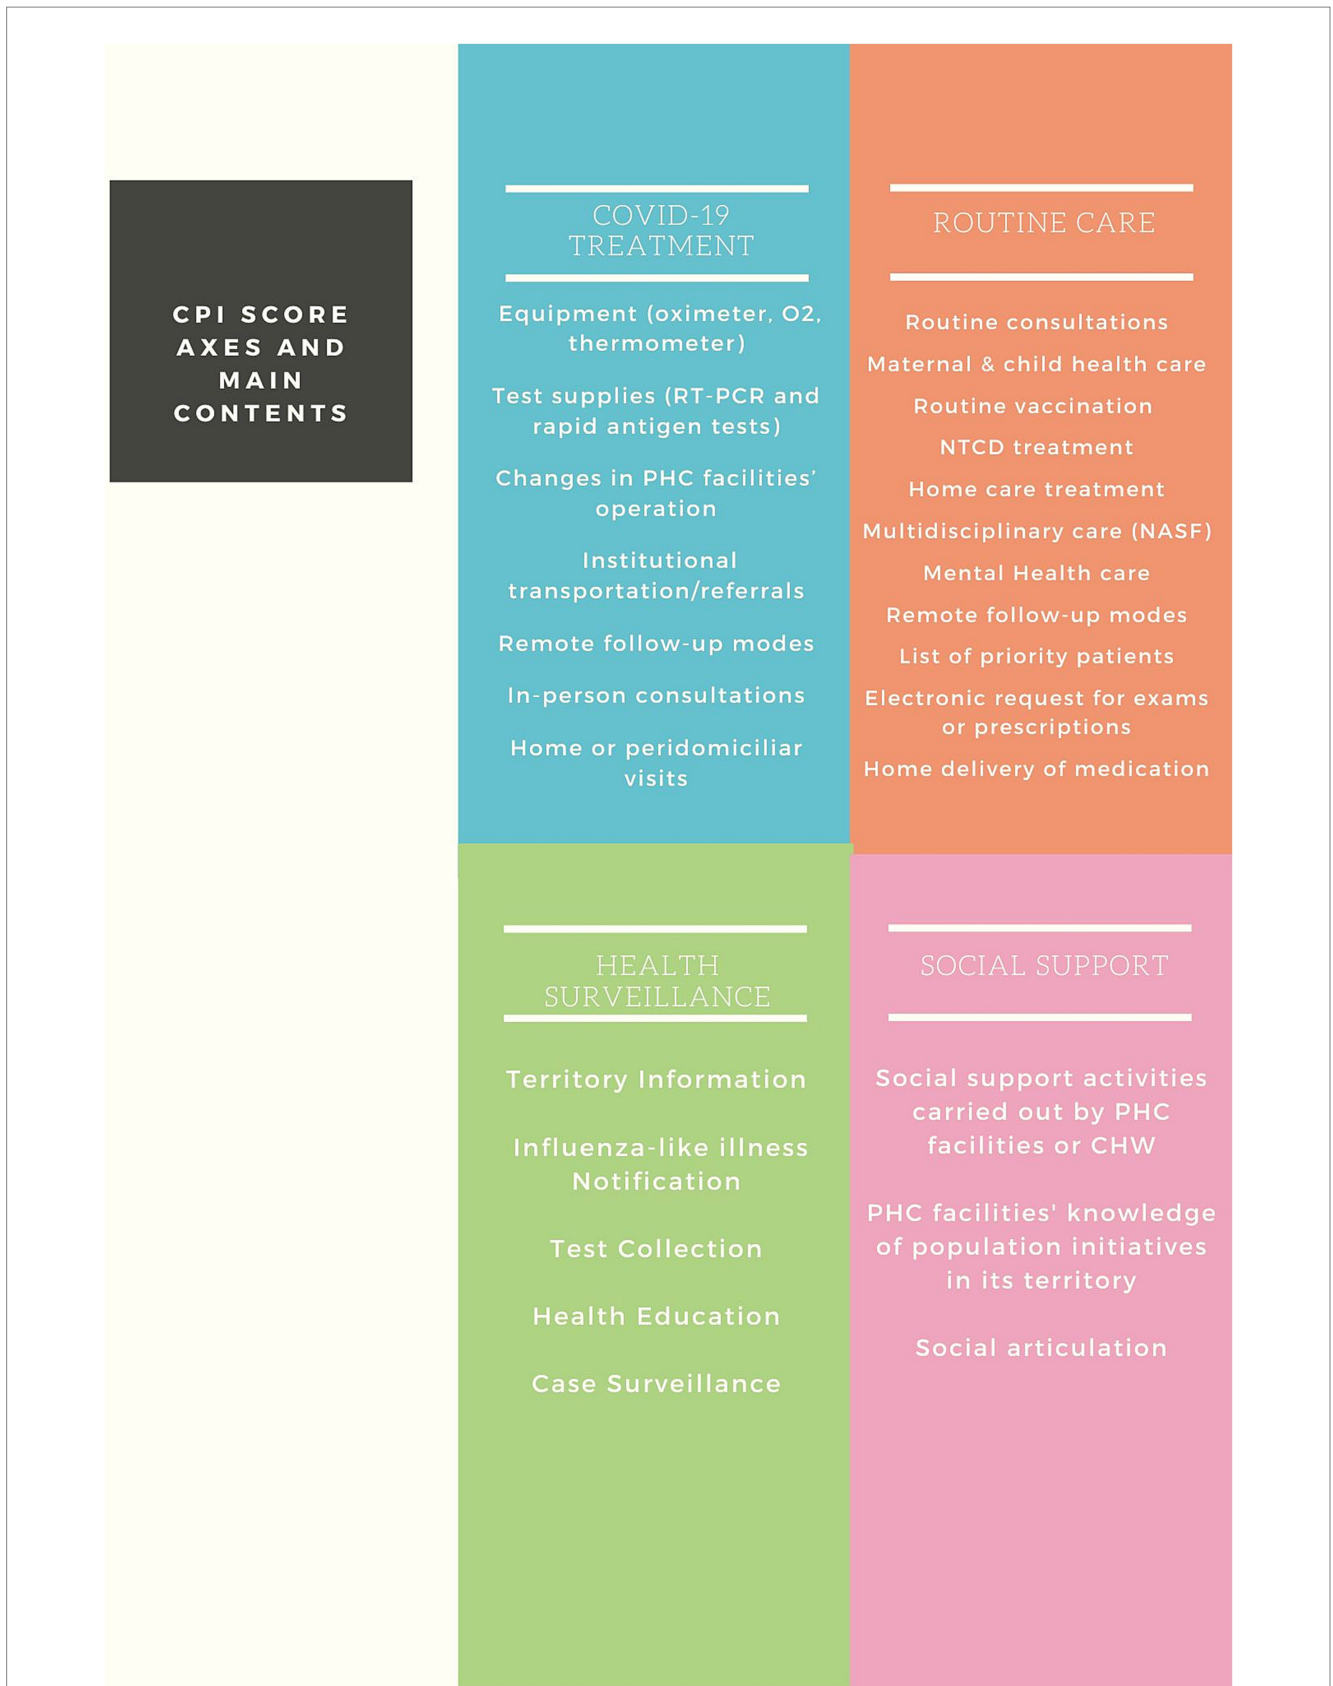 CPI SCORE
AXES AND
MAIN
CONTENTS
COVID-19
TREATMENT
Equipment (oximeter, O2,
thermometer)
Test supplies (RT-PCR and
rapid antigen tests)
Changes in PHC facilities’
operation
Institutional
transportation/referrals
Remote follow-up modes
In-person consultations
Home or peridomiciliar
visits
ROUTINE CARE
Routine consultations
Maternal & child health care
Routine vaccination
NTCD treatment
Home care treatment
Multidisciplinary care (NASF)
Mental Health care
Remote follow-up modes
List of priority patients
Electronic request for exams
or prescriptions
Home delivery of medication
HEALTH
SURVEILLANCE
Territory Information
Influenza-like illness
Notification
Test Collection
Health Education
Case Surveillance
SOCIAL SUPPORT
Social support activities
carried out by PHC
facilities or CHW
PHC facilities' knowledge
of population initiatives
in its territory
Social articulation